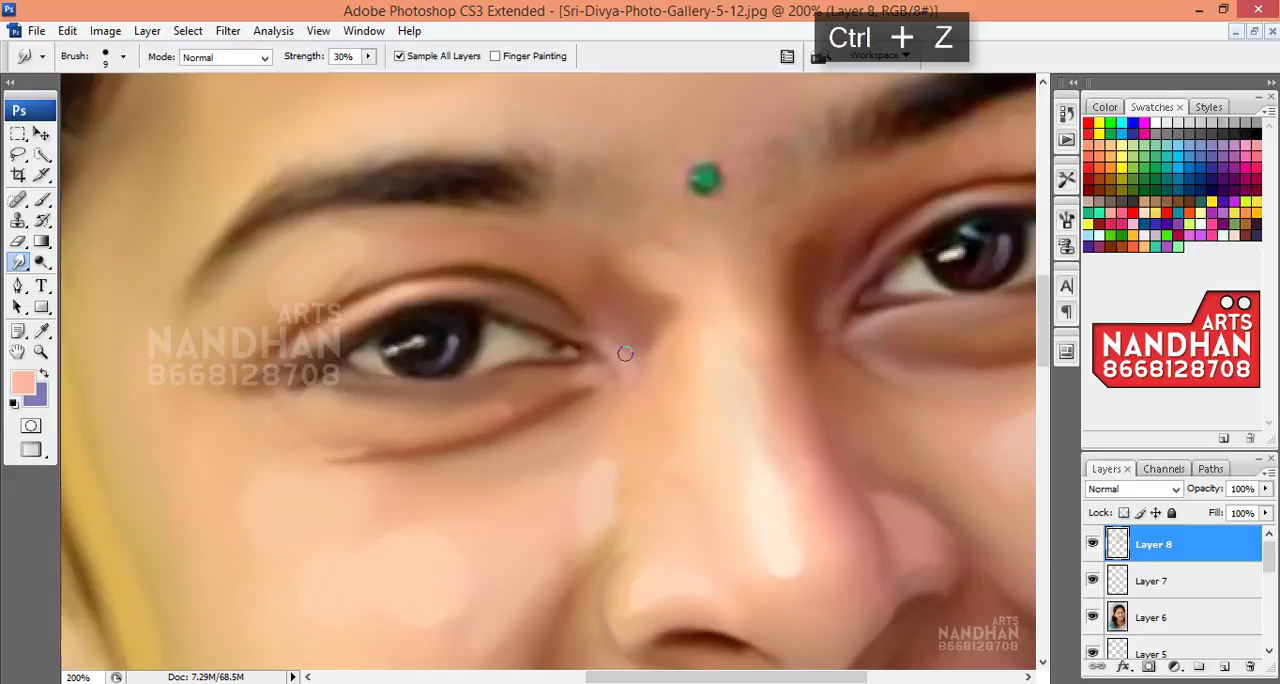 Adobe Photoshop CS3 Extended - [Sri-Divya-Photo-Gallery-5-12.jpg @ 200% (Layer 8, RGB/8#)]
Ctrl + Z
File Edit Image Layer Select Filter Analysis View Window Help
Brush: 9 Mode: Normal Strength: 30% Sample All Layers Finger Painting Workspace
Ps
Color Swatches Styles
ARTS
NANDHAN
8668128708
ARTS
NANDHAN
8668128708
Layers Channels Paths
Normal Opacity: 100%
Lock: Fill: 100%
Layer 8
Layer 7
Layer 6
Layer 5
ARTS
NANDHAN
8668128708
200% Doc: 7.29M/68.5M